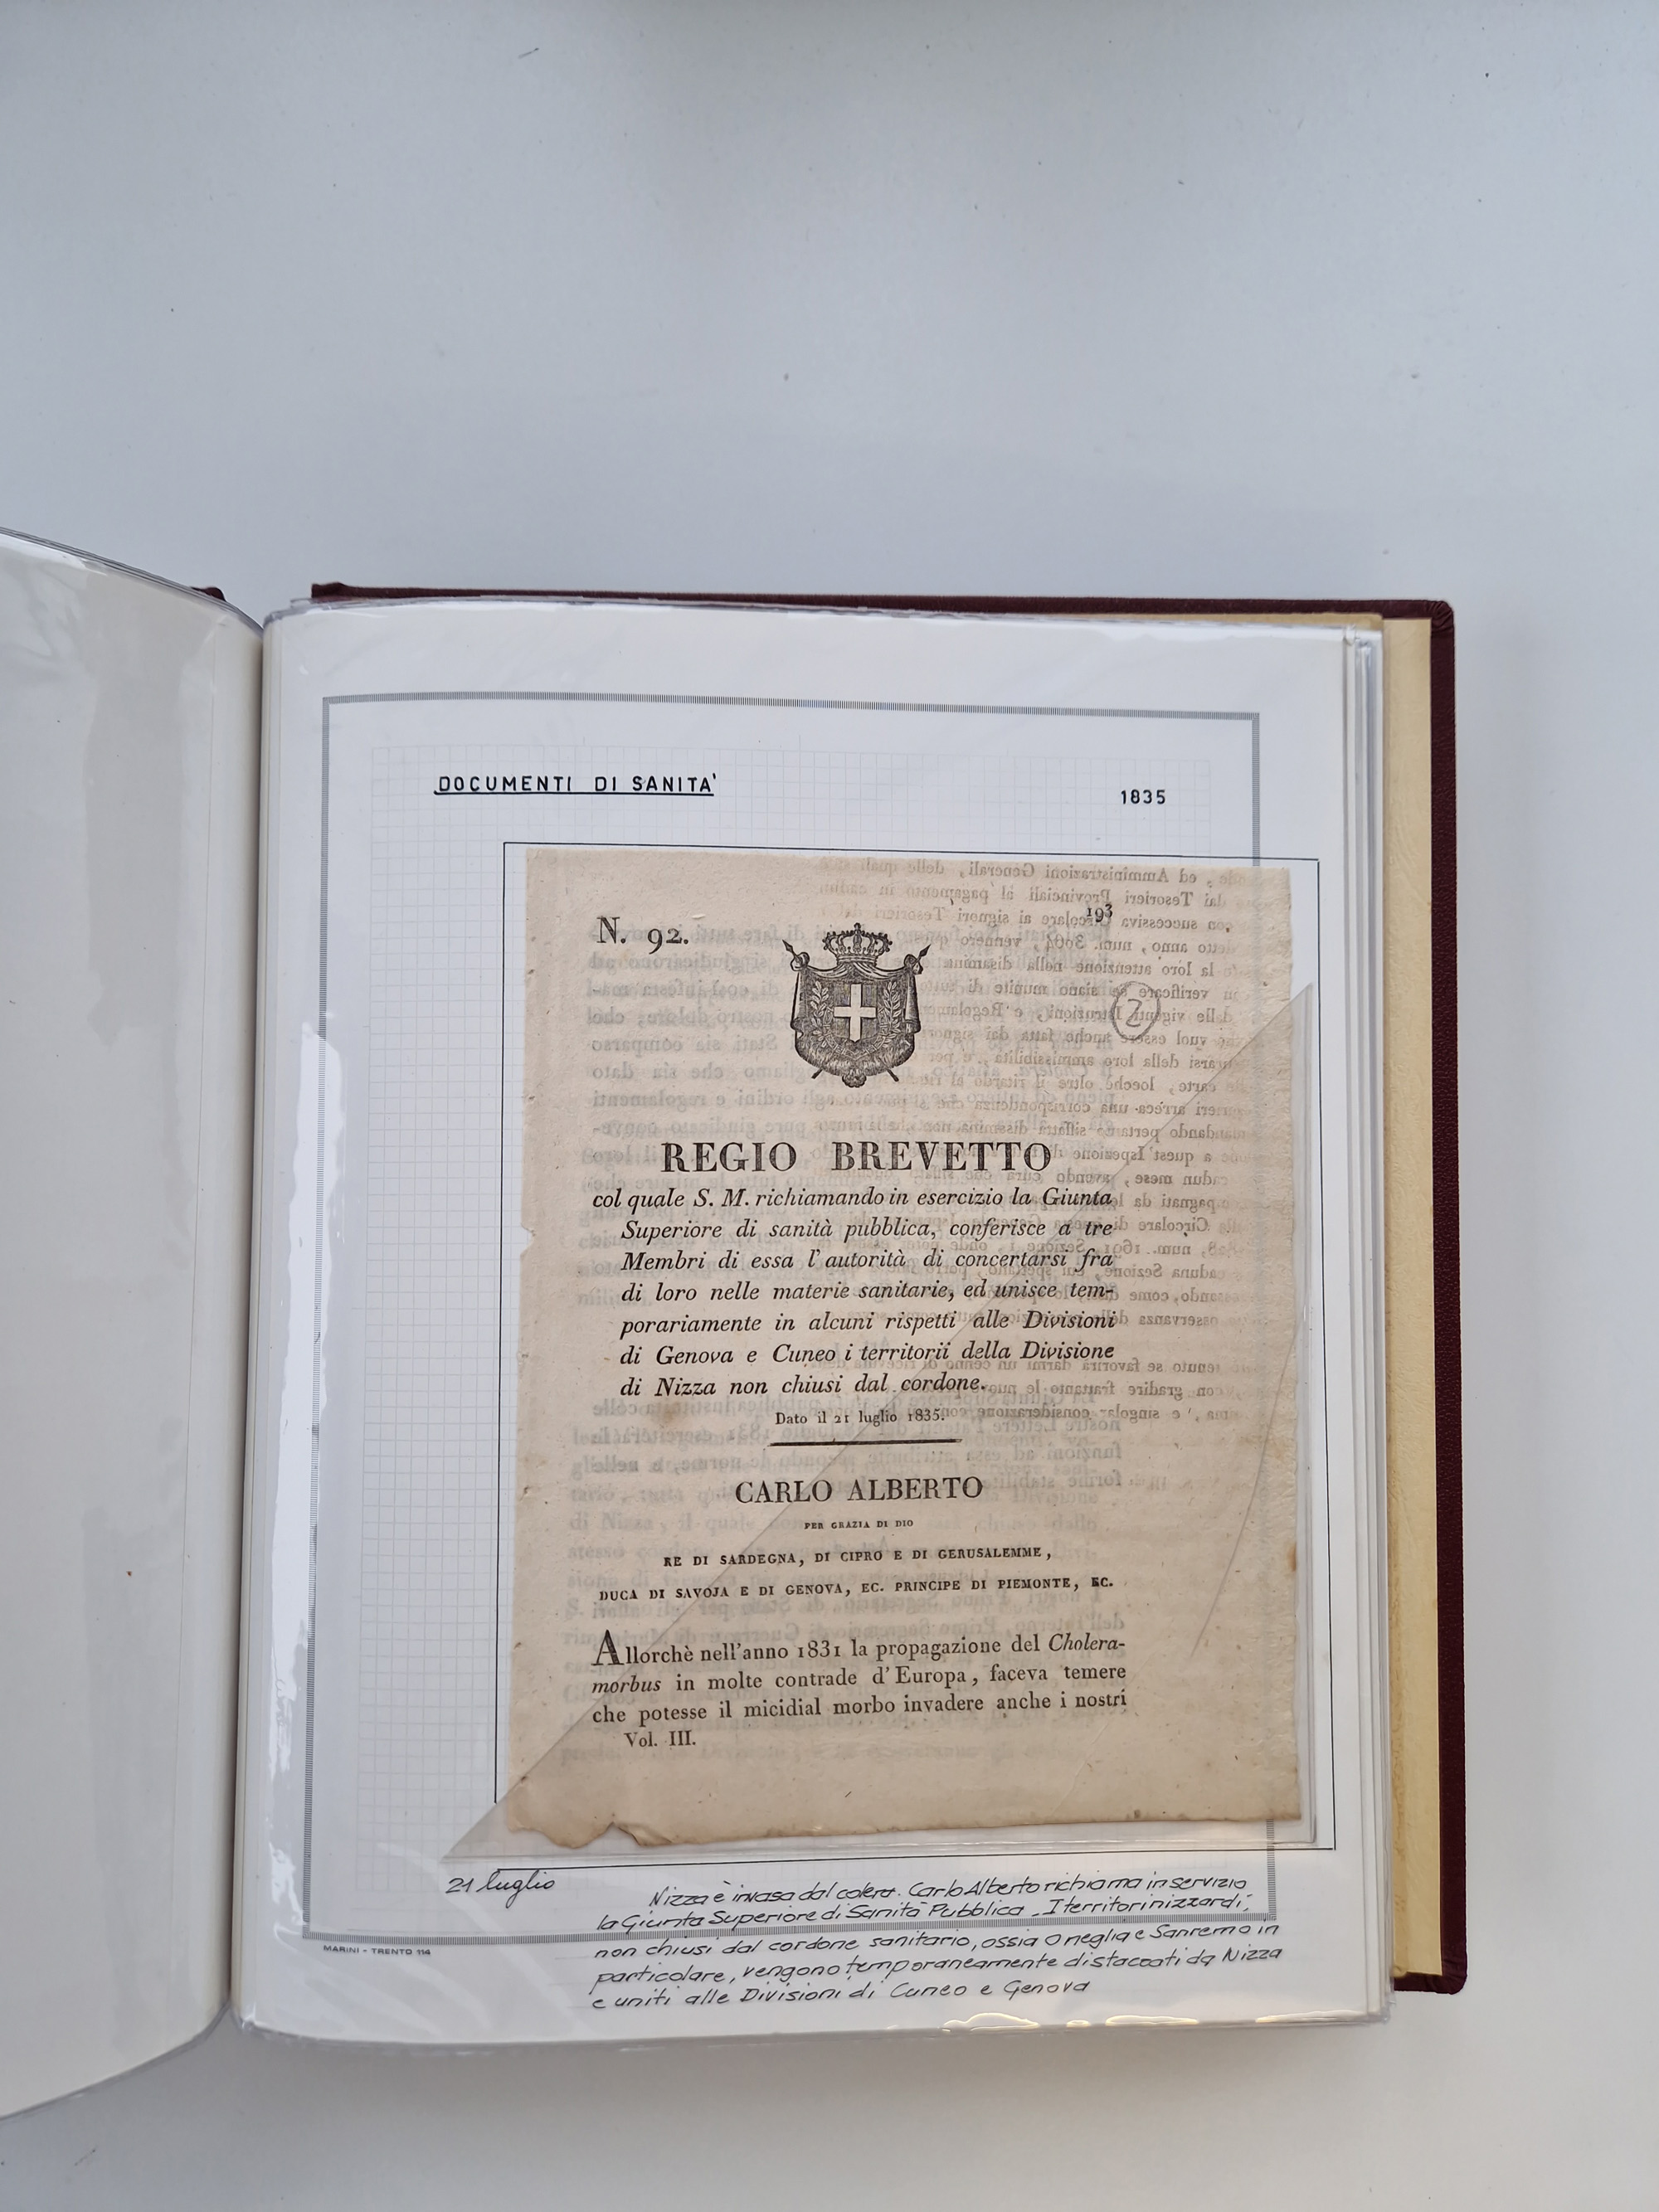 DOCUMENTI DI SANITA'
1835
193
N. 92.
2
REGIO BREVETTO
col quale S. M. richiamando in esercizio la Giunta
Superiore di sanità pubblica, conferisce a tre
Membri di essa l' autorità di concertarsi fra
di loro nelle materie sanitarie, ed unisce tem-
porariamente in alcuni rispetti alle Divisioni
di Genova e Cuneo i territorii della Divisione
di Nizza non chiusi dal cordone.
Dato il 21 luglio 1835.
CARLO ALBERTO
PER GRAZIA DI DIO
RE DI SARDEGNA, DI CIPRO E DI GERUSALEMME,
DUCA DI SAVOJA E DI GENOVA, EC. PRINCIPE DI PIEMONTE, EC.
Allorchè nell'anno 1831 la propagazione del Cholera-
morbus in molte contrade d'Europa, faceva temere
che potesse il micidial morbo invadere anche i nostri
Vol. III.
21 luglio
Nizza è invasa dal colera. Carlo Alberto richiama in servizio
la Giunta Superiore di Sanità Pubblica - I territori nizzardi,
non chiusi dal cordone sanitario, ossia Oneglia e Sanremo in
particolare, vengono temporaneamente distaccati da Nizza
e uniti alle Divisioni di Cuneo e Genova
MARINI - TRENTO 114